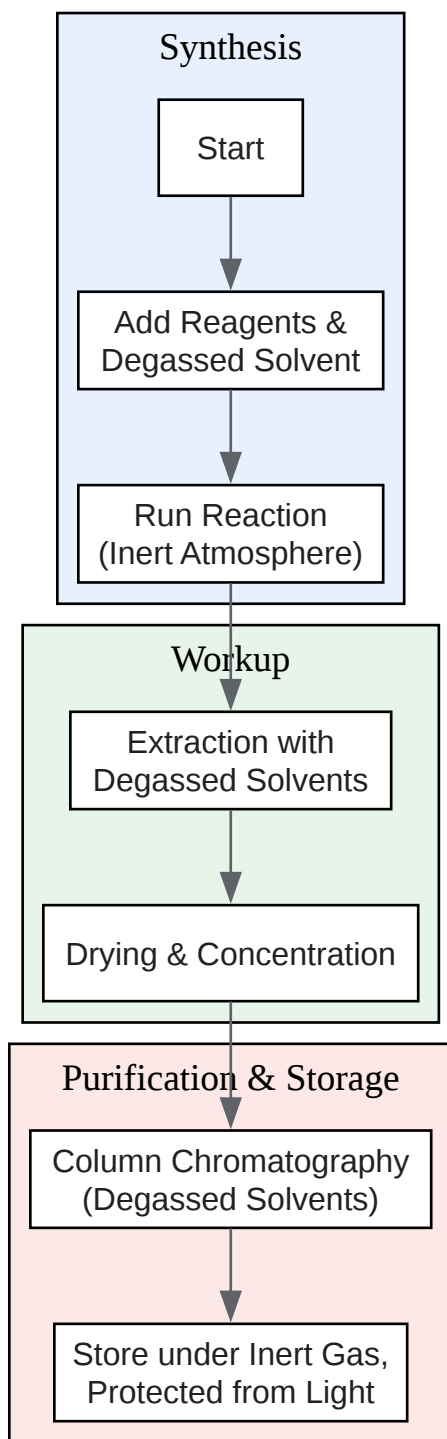 Synthesis
Start
Add Reagents &
Degassed Solvent
Run Reaction
(Inert Atmosphere)
Workup
Extraction with
Degassed Solvents
Drying & Concentration
Purification & Storage
Column Chromatography
(Degassed Solvents)
Store under Inert Gas,
Protected from Light